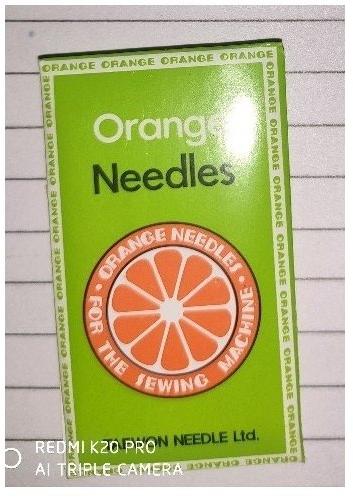 ORANGE ORANGE ORANGE ORANGE ORANGE
Orange
Needles
• ORANGE NEEDLES •
FOR THE SEWING MACHINE
NEEDLE Ltd.
REDMI K20 PRO
AI TRIPLE CAMERA